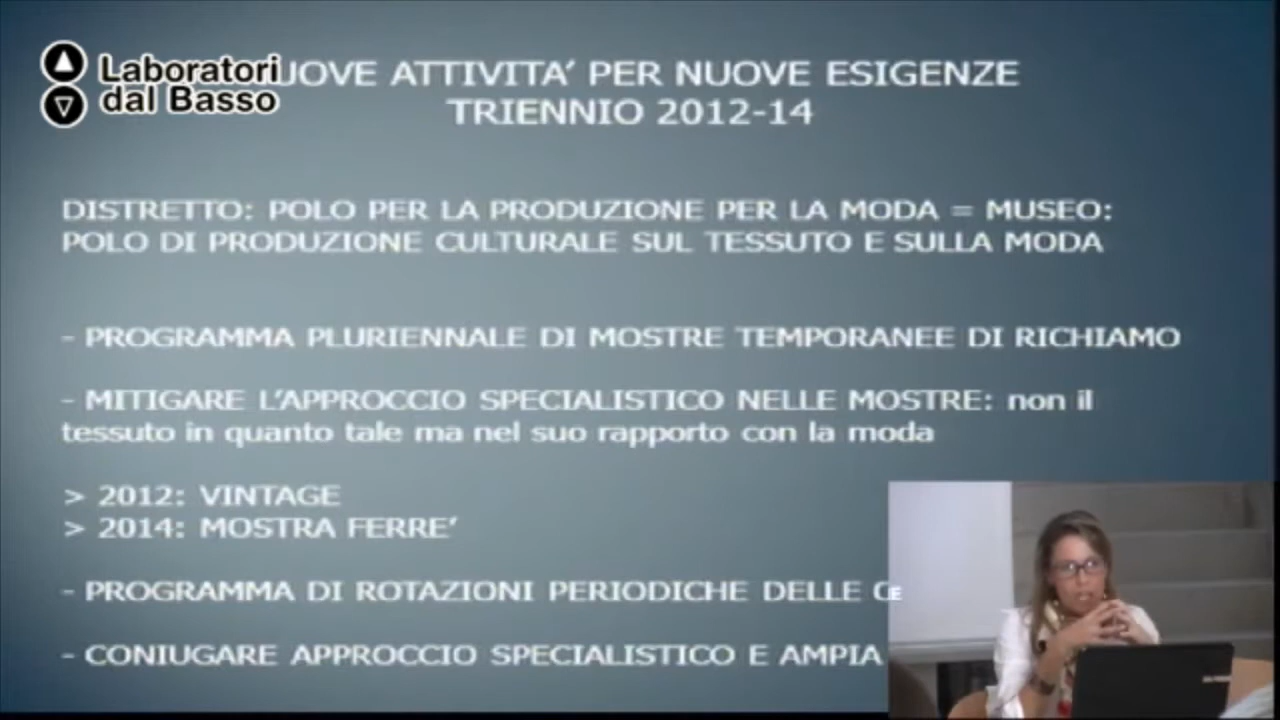 Laboratori
dal Basso
UOVE ATTIVITA’ PER NUOVE ESIGENZE
TRIENNIO 2012-14
DISTRETTO: POLO PER LA PRODUZIONE PER LA MODA = MUSEO:
POLO DI PRODUZIONE CULTURALE SUL TESSUTO E SULLA MODA
- PROGRAMMA PLURIENNALE DI MOSTRE TEMPORANEE DI RICHIAMO
- MITIGARE L’APPROCCIO SPECIALISTICO NELLE MOSTRE: non il
tessuto in quanto tale ma nel suo rapporto con la moda
> 2012: VINTAGE
> 2014: MOSTRA FERRE’
- PROGRAMMA DI ROTAZIONI PERIODICHE DELLE
- CONIUGARE APPROCCIO SPECIALISTICO E AMPIA